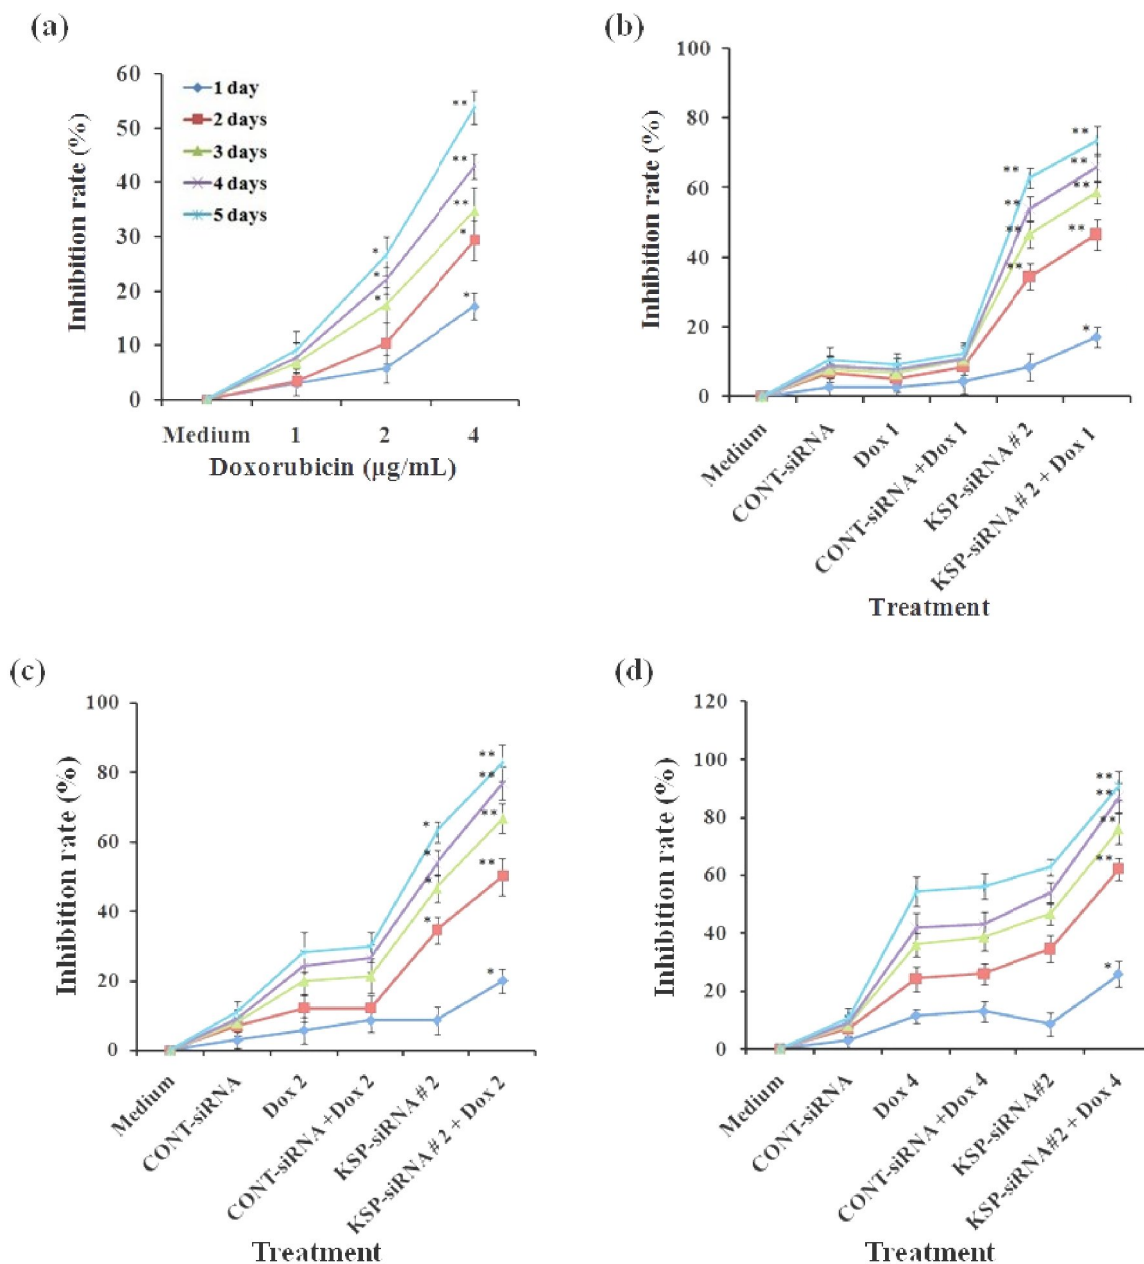 (a)
Inhibition rate (%)
60
50
40
30
20
10
0
1 day
2 days
3 days
4 days
5 days
**
**
**
*
*
*
*
*
Medium 1 2 4
Doxorubicin (μg/mL)
(b)
Inhibition rate (%)
100
80
60
40
20
0
**
**
**
**
**
**
**
**
*
Medium
CONT-siRNA
Dox 1
CONT-siRNA +Dox 1
KSP-siRNA# 2
KSP-siRNA# 2 + Dox 1
Treatment
(c)
Inhibition rate (%)
100
80
60
40
20
0
**
**
**
**
*
*
*
*
*
Medium
CONT-siRNA
Dox 2
CONT-siRNA +Dox 2
KSP-siRNA# 2
KSP-siRNA# 2 + Dox 2
Treatment
(d)
Inhibition rate (%)
120
100
80
60
40
20
0
**
**
**
**
*
Medium
CONT-siRNA
Dox 4
CONT-siRNA +Dox 4
KSP-siRNA#2
KSP-siRNA#2 + Dox 4
Treatment